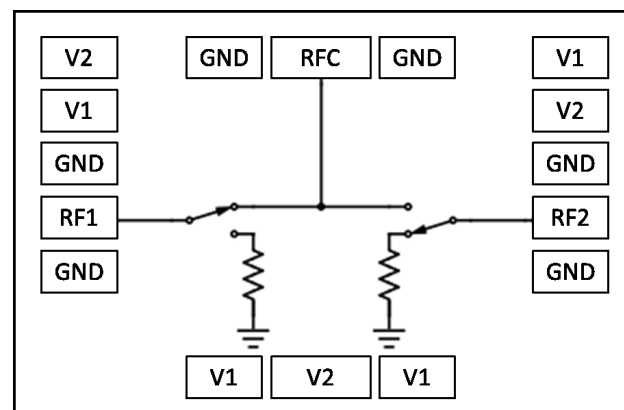 V2 GND RFC GND V1
V1 V2
GND GND
RF1 RF2
GND GND
V1 V2 V1